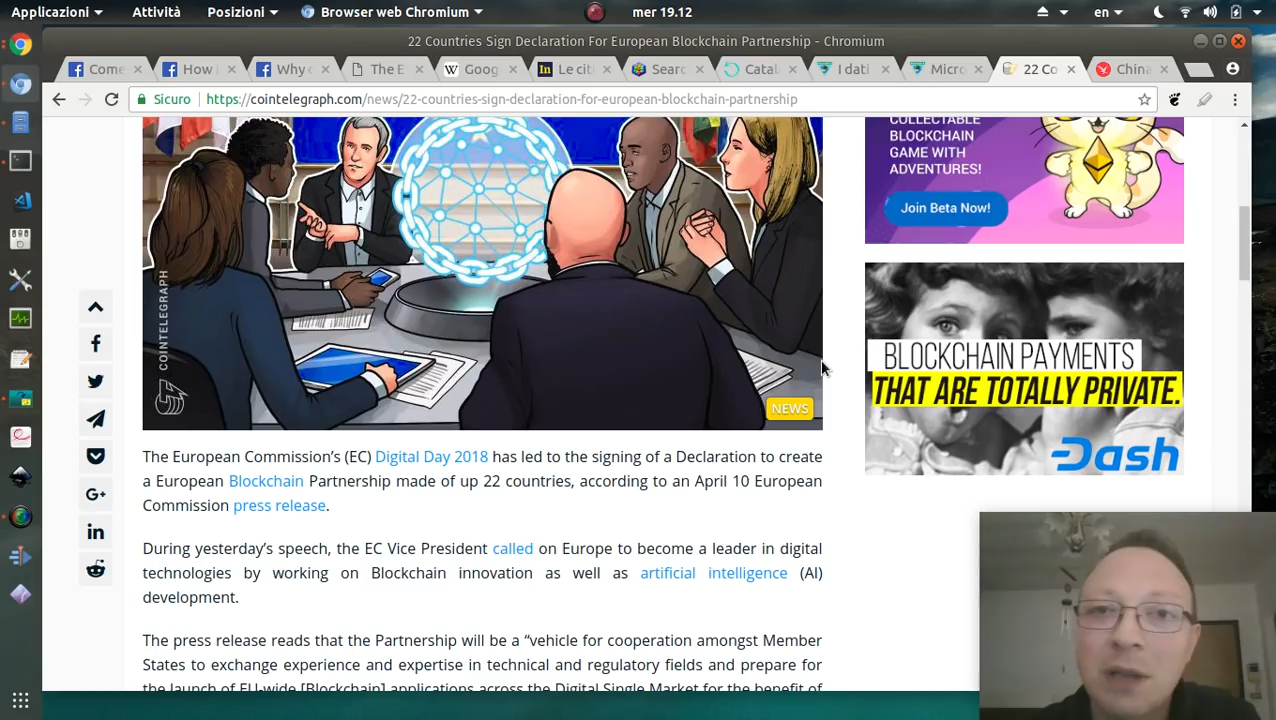 Applicazioni
Attività
Posizioni
Browser web Chromium
mer 19.12
en
22 Countries Sign Declaration For European Blockchain Partnership - Chromium
Come
How i
Why
The E
Goog
Le cit
Searc
Catal
I dati
Micro
22 Co
China
Sicuro
https://cointelegraph.com/news/22-countries-sign-declaration-for-european-blockchain-partnership
COINTELEGRAPH
NEWS
The European Commission's (EC) Digital Day 2018 has led to the signing of a Declaration to create
a European Blockchain Partnership made of up 22 countries, according to an April 10 European
Commission press release.
During yesterday's speech, the EC Vice President called on Europe to become a leader in digital
technologies by working on Blockchain innovation as well as artificial intelligence (AI)
development.
The press release reads that the Partnership will be a “vehicle for cooperation amongst Member
States to exchange experience and expertise in technical and regulatory fields and prepare for
the launch of EU-wide [Blockchain] applications across the Digital Single Market for the benefit of
COLLECTABLE
BLOCKCHAIN
GAME WITH
ADVENTURES!
Join Beta Now!
BLOCKCHAIN PAYMENTS
THAT ARE TOTALLY PRIVATE.
Dash